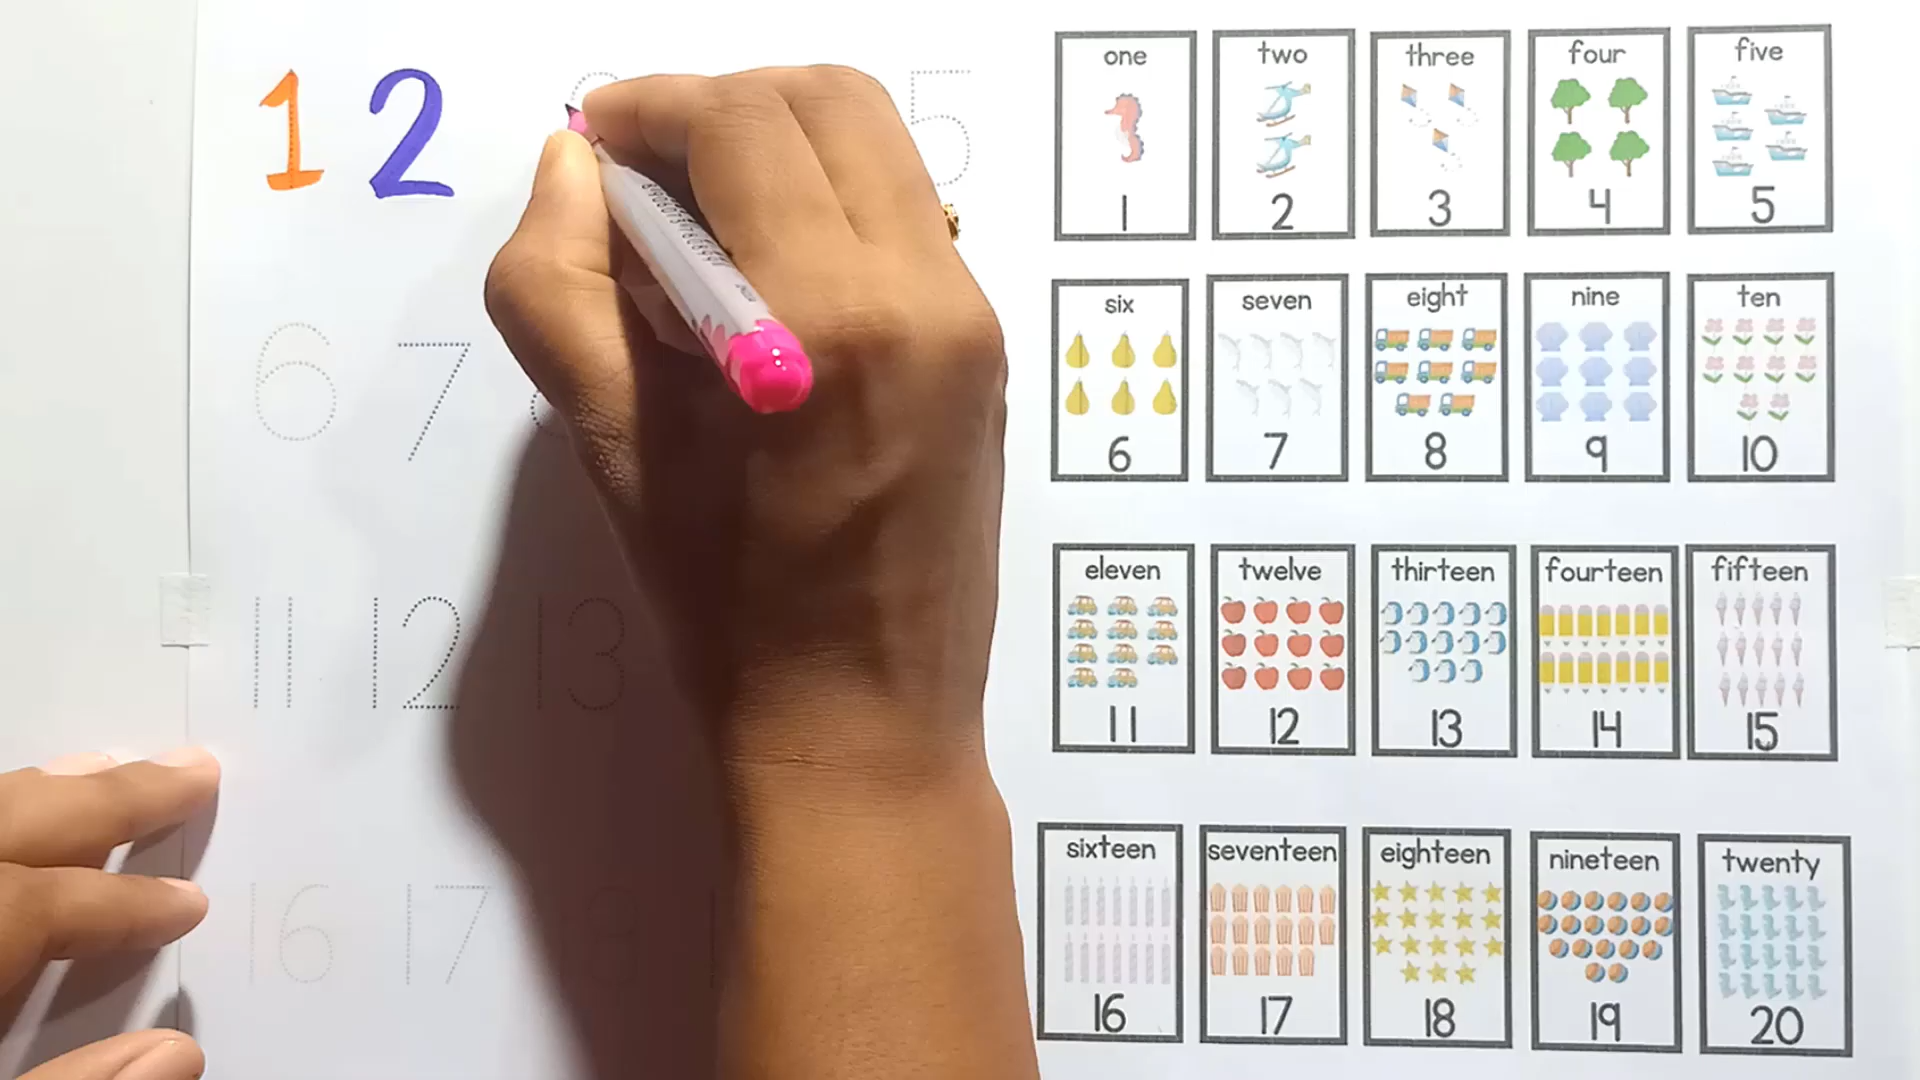 1 2 5
6 7
11 12 13
16 17
one two three four five
1 2 3 4 5
six seven eight nine ten
6 7 8 9 10
eleven twelve thirteen fourteen fifteen
11 12 13 14 15
sixteen seventeen eighteen nineteen twenty
16 17 18 19 20